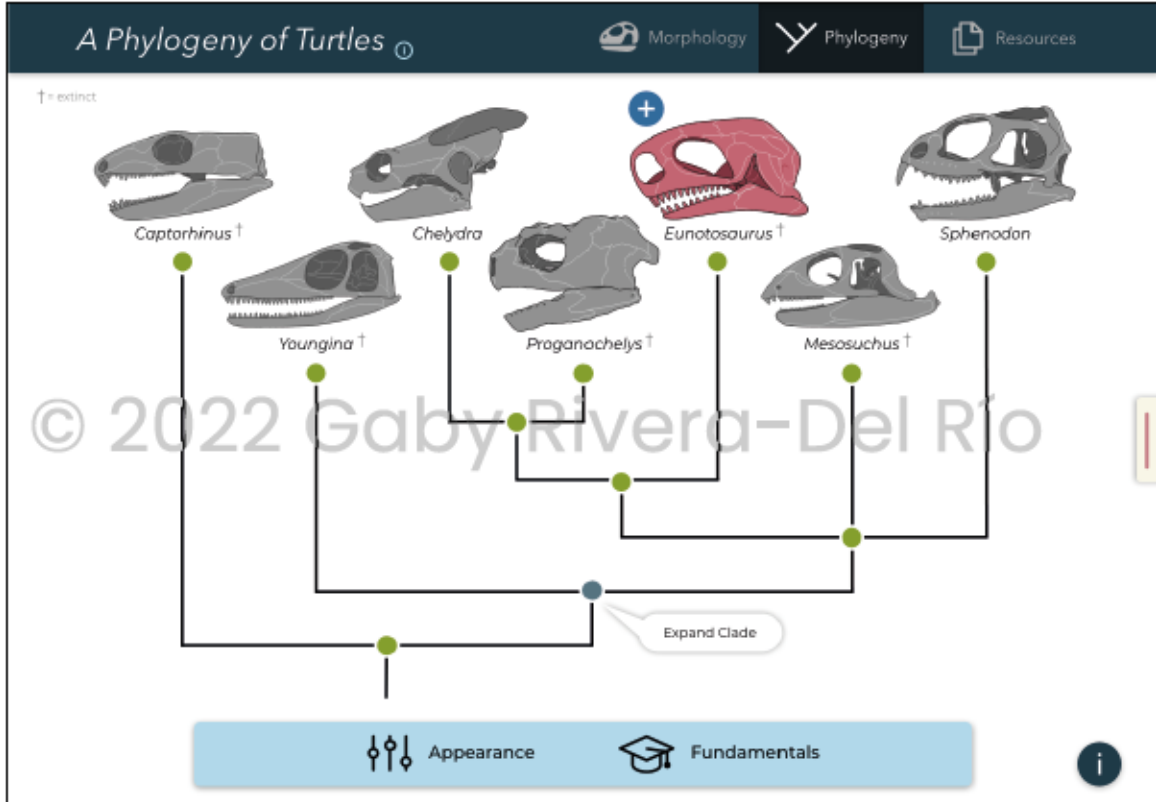 A Phylogeny of Turtles i
Morphology
Phylogeny
Resources
† = extinct
+
Captorhinus †
Chelydra
Eunotosaurus †
Sphenodon
Youngina †
Proganochelys †
Mesosuchus †
© 2022 Gaby Rivera-Del Río
Expand Clade
Appearance
Fundamentals
i